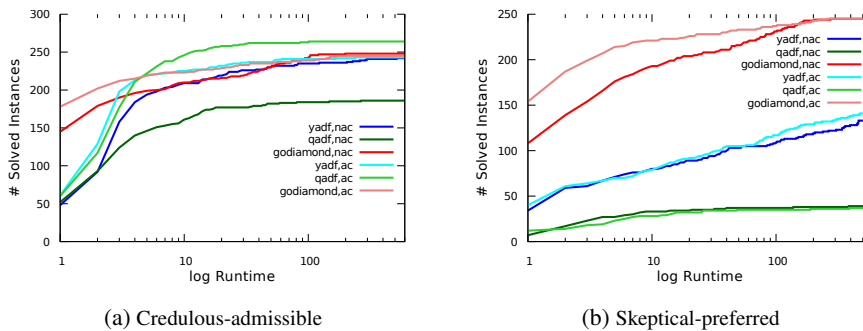 300
250
200
150
100
50
0
# Solved Instances
yadf,nac
qadf,nac
godiamond,nac
yadf,ac
qadf,ac
godiamond,ac
1
10
100
log Runtime
(a) Credulous-admissible
250
200
150
100
50
0
# Solved Instances
yadf,nac
qadf,nac
godiamond,nac
yadf,ac
qadf,ac
godiamond,ac
1
10
100
log Runtime
(b) Skeptical-preferred